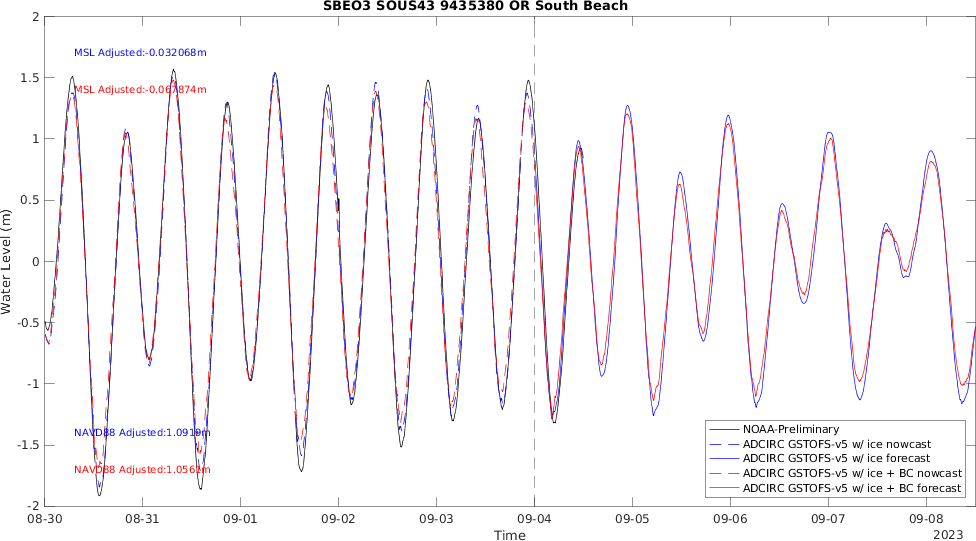 SBEO3 SOUS43 9435380 OR South Beach
Water Level (m)
2
1.5
1
0.5
0
-0.5
-1
-1.5
-2
MSL Adjusted:-0.032068m
MSL Adjusted:-0.067874m
NAVD88 Adjusted:1.0919m
NAVD88 Adjusted:1.0561m
NOAA-Preliminary
ADCIRC GSTOFS-v5 w/ ice nowcast
ADCIRC GSTOFS-v5 w/ ice forecast
ADCIRC GSTOFS-v5 w/ ice + BC nowcast
ADCIRC GSTOFS-v5 w/ ice + BC forecast
08-30 08-31 09-01 09-02 09-03 09-04 09-05 09-06 09-07 09-08
Time
2023